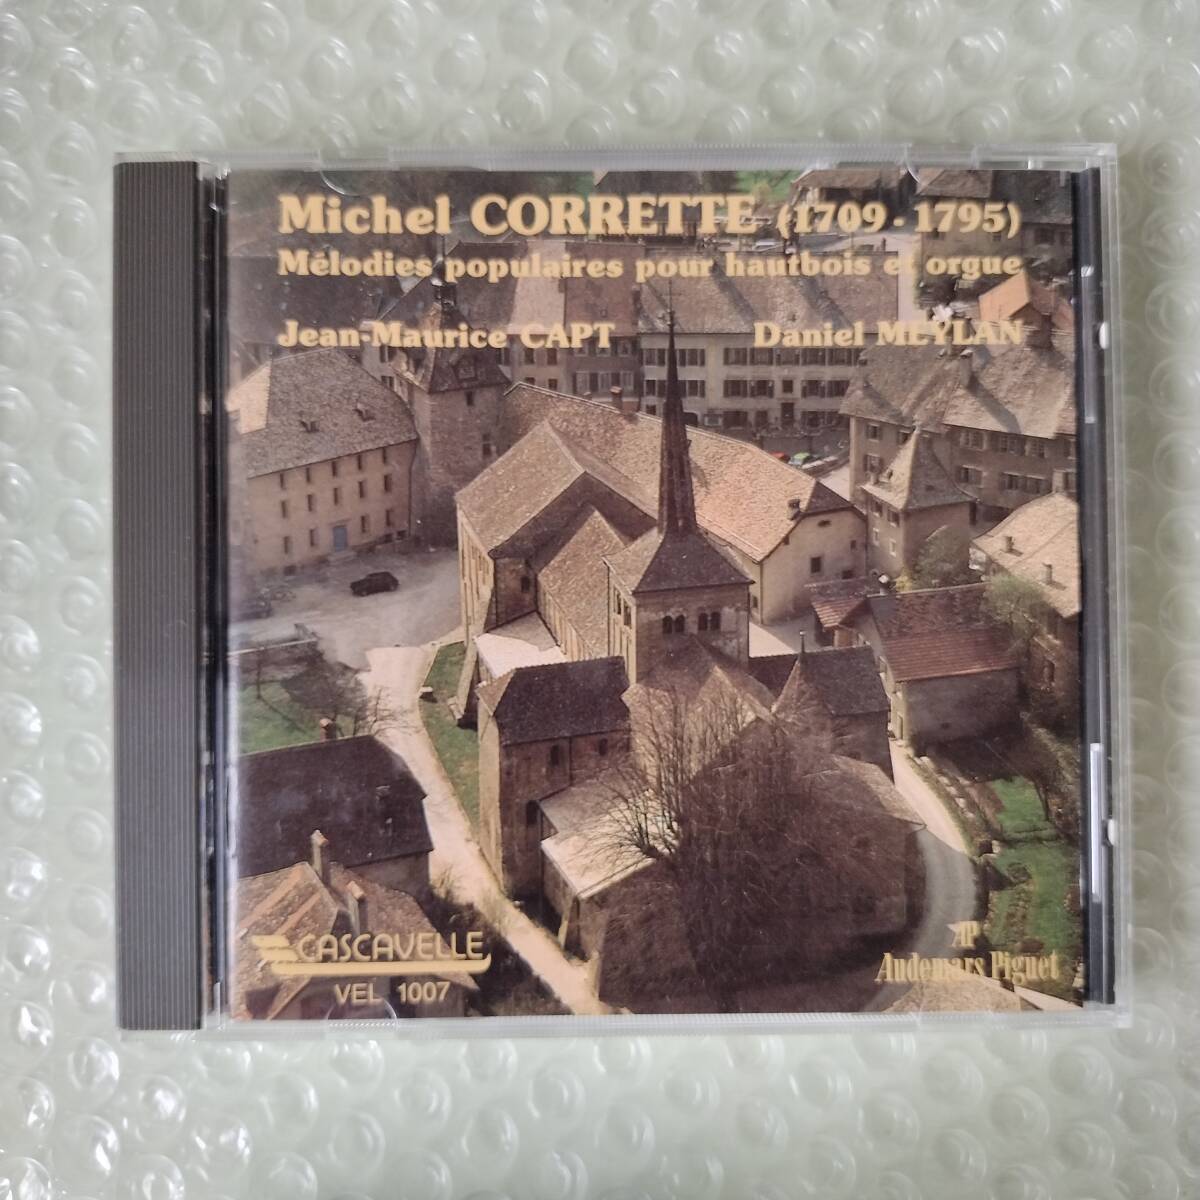 Michel CORRETTE (1709 - 1795)
Mélodies populaires pour hautbois et orgue
Jean-Maurice CAPT Daniel MEYLAN
CASCAVELLE
VEL 1007
AP
Audemars Piguet